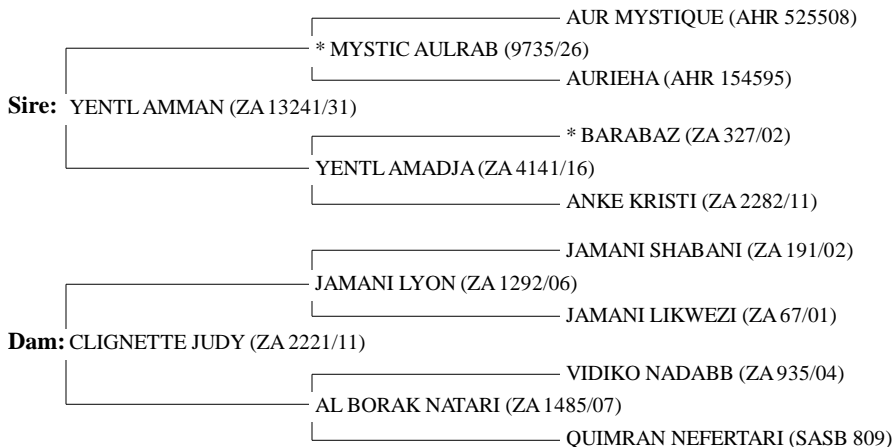 AUR MYSTIQUE (AHR 525508)
* MYSTIC AULRAB (9735/26)
AURIEHA (AHR 154595)
Sire: YENTL AMMAN (ZA 13241/31)
* BARABAZ (ZA 327/02)
YENTL AMADJA (ZA 4141/16)
ANKE KRISTI (ZA 2282/11)
JAMANI SHABANI (ZA 191/02)
JAMANI LYON (ZA 1292/06)
JAMANI LIKWEZI (ZA 67/01)
Dam: CLIGNETTE JUDY (ZA 2221/11)
VIDIKO NADABB (ZA 935/04)
AL BORAK NATARI (ZA 1485/07)
QUIMRAN NEFERTARI (SASB 809)